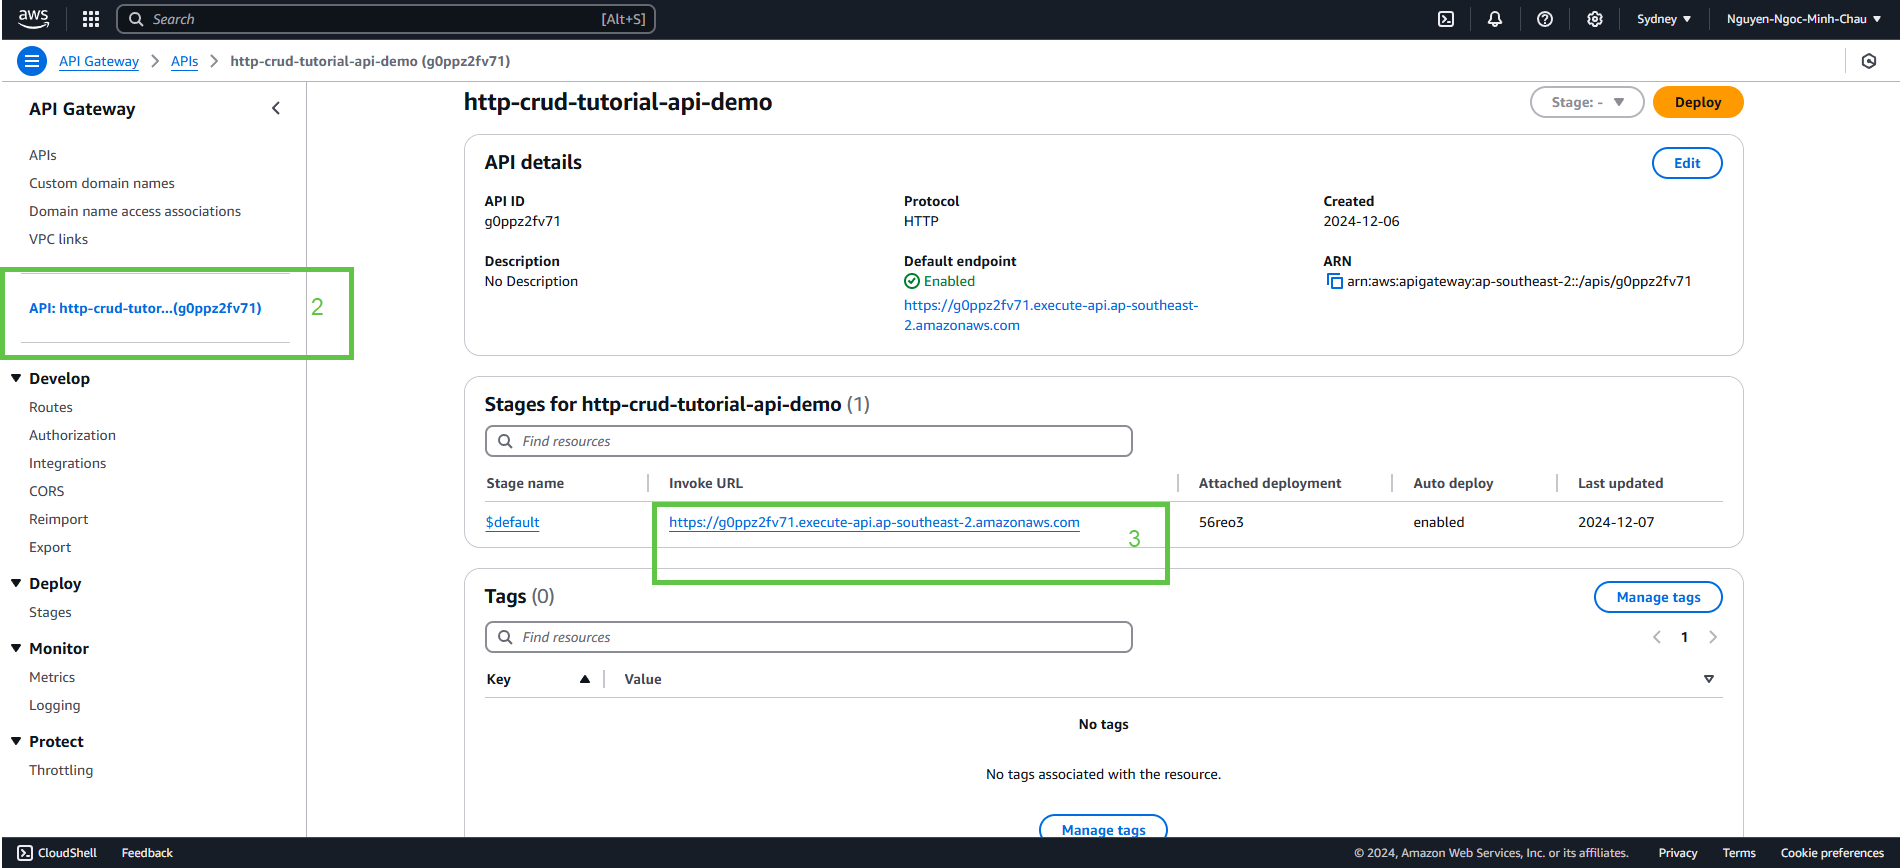 aws
Search [Alt+S]
Sydney
Nguyen-Ngoc-Minh-Chau
API Gateway
APIs
http-crud-tutorial-api-demo (g0ppz2fv71)
API Gateway
APIs
Custom domain names
Domain name access associations
VPC links
API: http-crud-tutor...(g0ppz2fv71)
2
Develop
Routes
Authorization
Integrations
CORS
Reimport
Export
Deploy
Stages
Monitor
Metrics
Logging
Protect
Throttling
http-crud-tutorial-api-demo
Stage: -
Deploy
API details
Edit
API ID
g0ppz2fv71
Protocol
HTTP
Created
2024-12-06
Description
No Description
Default endpoint
Enabled
https://g0ppz2fv71.execute-api.ap-southeast-
2.amazonaws.com
ARN
arn:aws:apigateway:ap-southeast-2::/apis/g0ppz2fv71
Stages for http-crud-tutorial-api-demo (1)
Find resources
Stage name
Invoke URL
Attached deployment
Auto deploy
Last updated
$default
https://g0ppz2fv71.execute-api.ap-southeast-2.amazonaws.com
3
56reo3
enabled
2024-12-07
Tags (0)
Manage tags
Find resources
1
Key
Value
No tags
No tags associated with the resource.
Manage tags
CloudShell
Feedback
© 2024, Amazon Web Services, Inc. or its affiliates.
Privacy
Terms
Cookie preferences